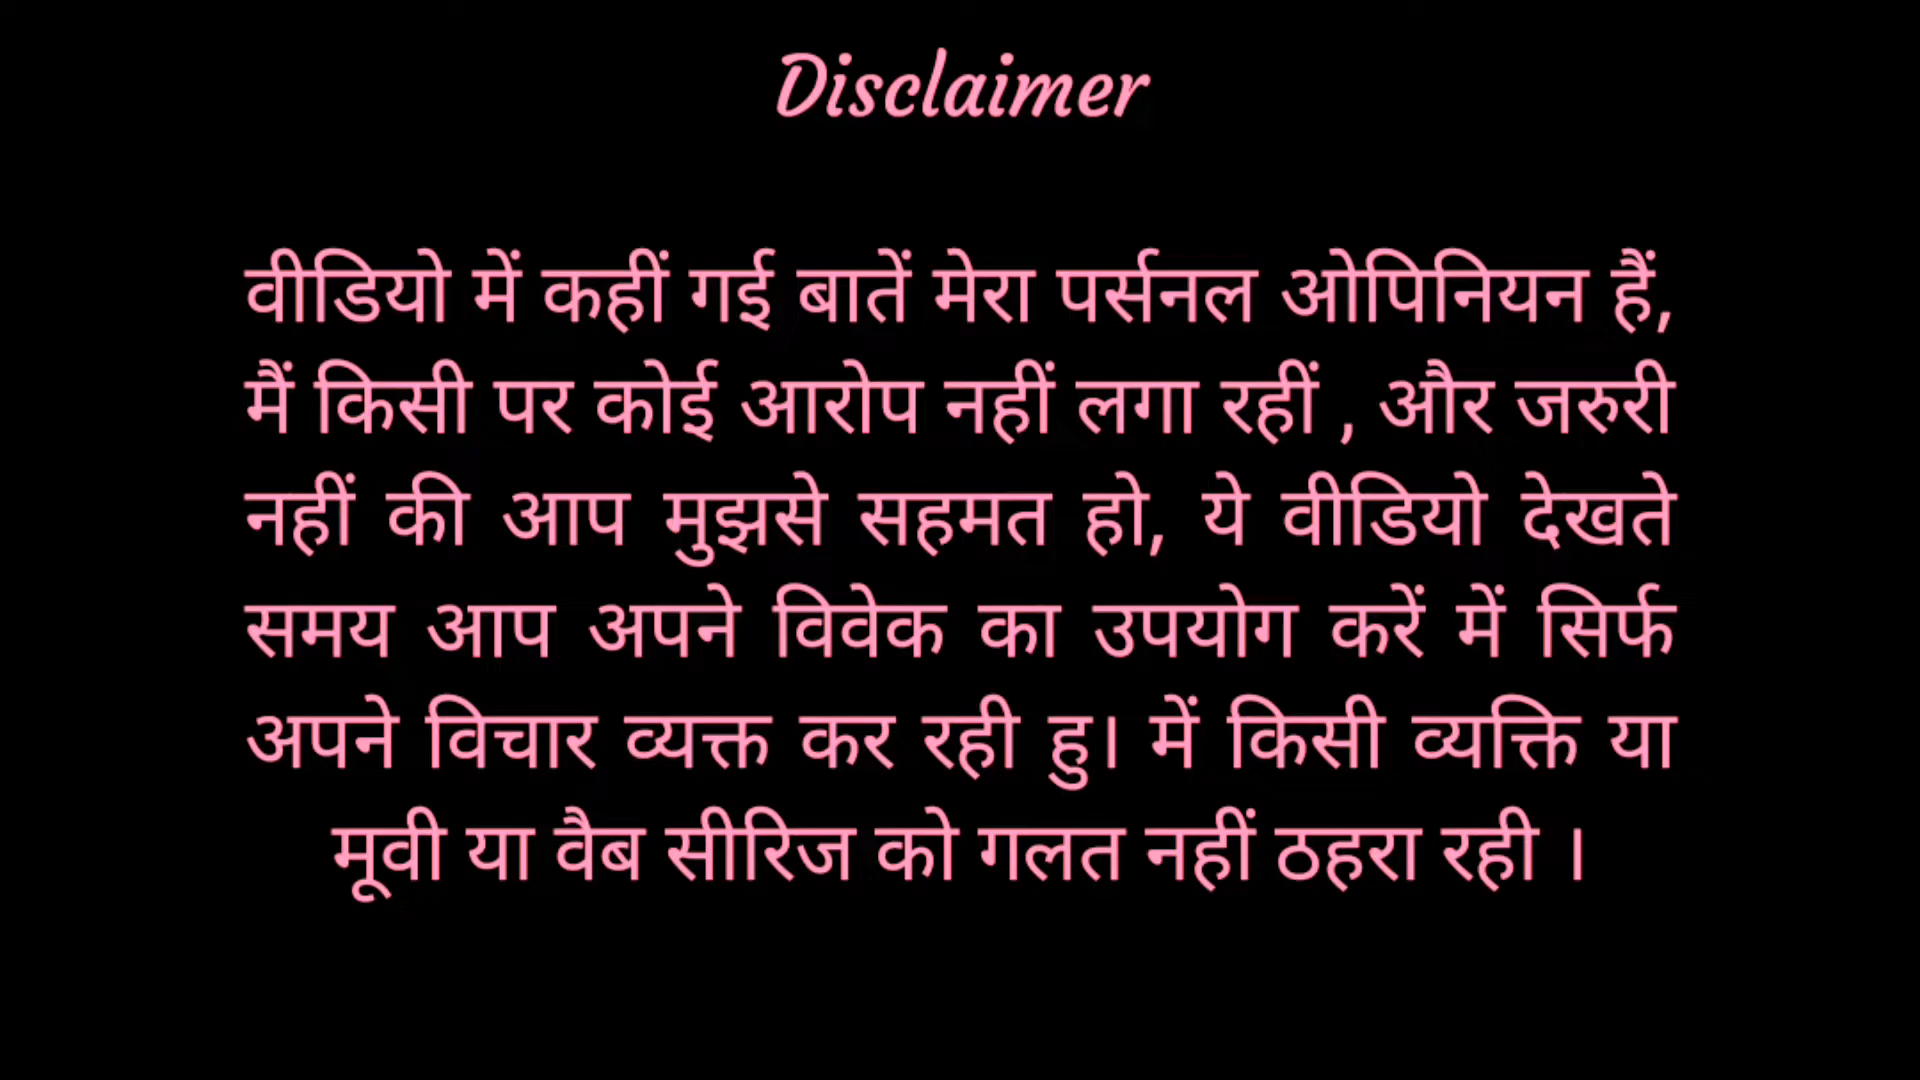 Disclaimer
वीडियो में कहीं गई बातें मेरा पर्सनल ओपिनियन हैं,
मैं किसी पर कोई आरोप नहीं लगा रहीं , और जरुरी
नहीं की आप मुझसे सहमत हो, ये वीडियो देखते
समय आप अपने विवेक का उपयोग करें में सिर्फ
अपने विचार व्यक्त कर रही हु। में किसी व्यक्ति या
मूवी या वैब सीरिज को गलत नहीं ठहरा रही ।